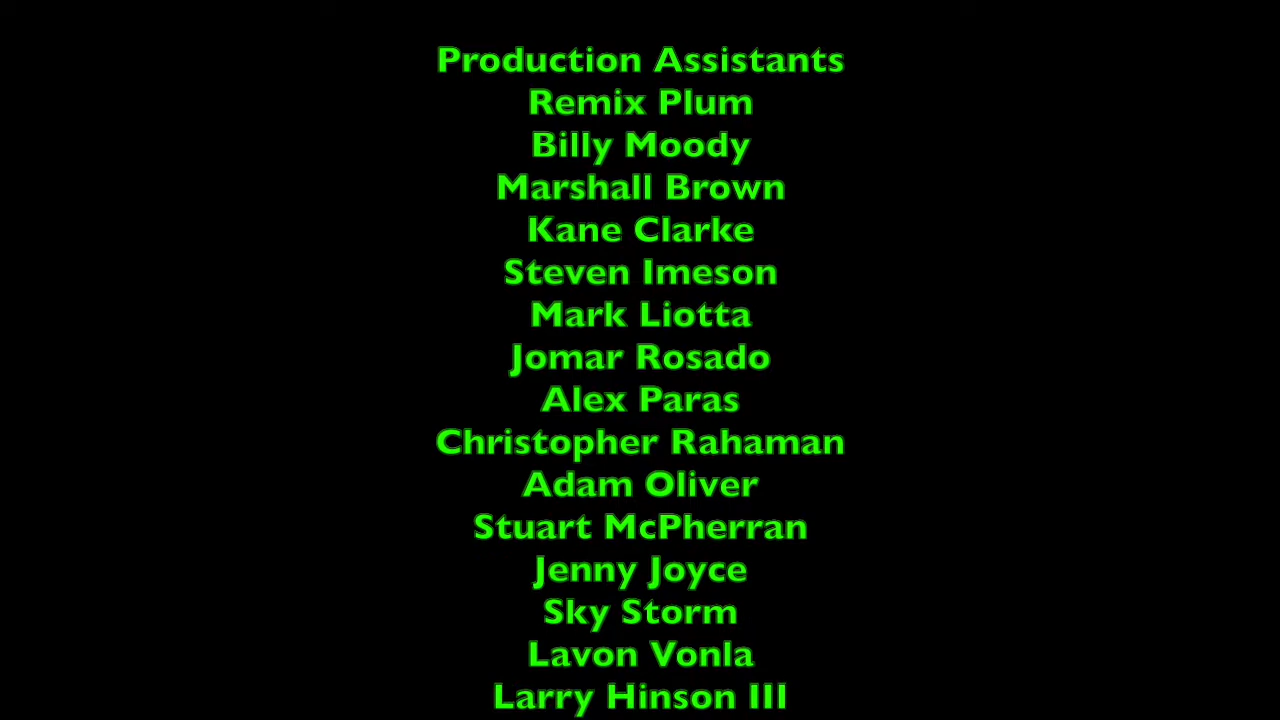 Production Assistants
Remix Plum
Billy Moody
Marshall Brown
Kane Clarke
Steven Imeson
Mark Liotta
Jomar Rosado
Alex Paras
Christopher Rahaman
Adam Oliver
Stuart McPherran
Jenny Joyce
Sky Storm
Lavon Vonla
Larry Hinson III